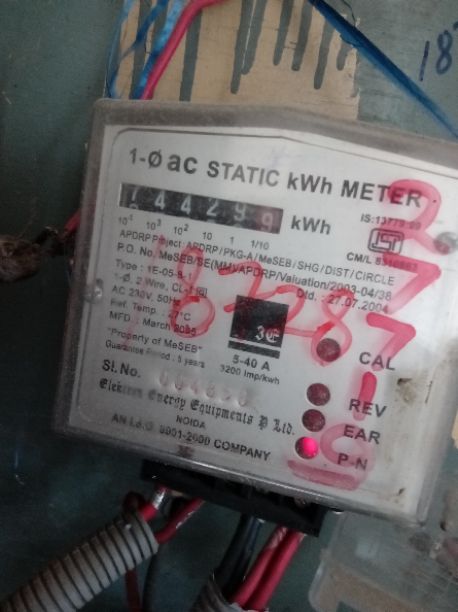 187
1-Ø ac STATIC kWh METER
44299 kWh
IS:13779:99
10⁴ 10³ 10² 10 1 1/10
CM/L
APDRP Project: APDRP/PKG-A/MeSEB/SHG/DIST/CIRCLE
P.O. No. MeSEB/SE(MM)/APDRP/Valuation/2003-04/38
Dtd. : 27.07.2004
Type : 1E-05-S-1
1-Ø, 2 Wire, CL-1
AC 230V, 50Hz
Ref. Temp. : 27°C
MFD. : March 2005
"Property of MeSEB"
Guarantee Period : 5 years
5-40 A
3200 imp/kwh
CAL
REV
EAR
P-N
Sl. No.
Elektron Energy Equipments P Ltd.
NOIDA
AN I.S.O. 9001-2000 COMPANY